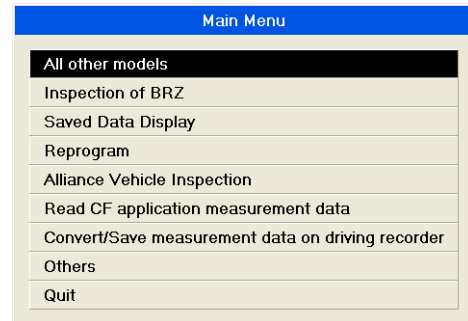 Main Menu
All other models
Inspection of BRZ
Saved Data Display
Reprogram
Alliance Vehicle Inspection
Read CF application measurement data
Convert/Save measurement data on driving recorder
Others
Quit